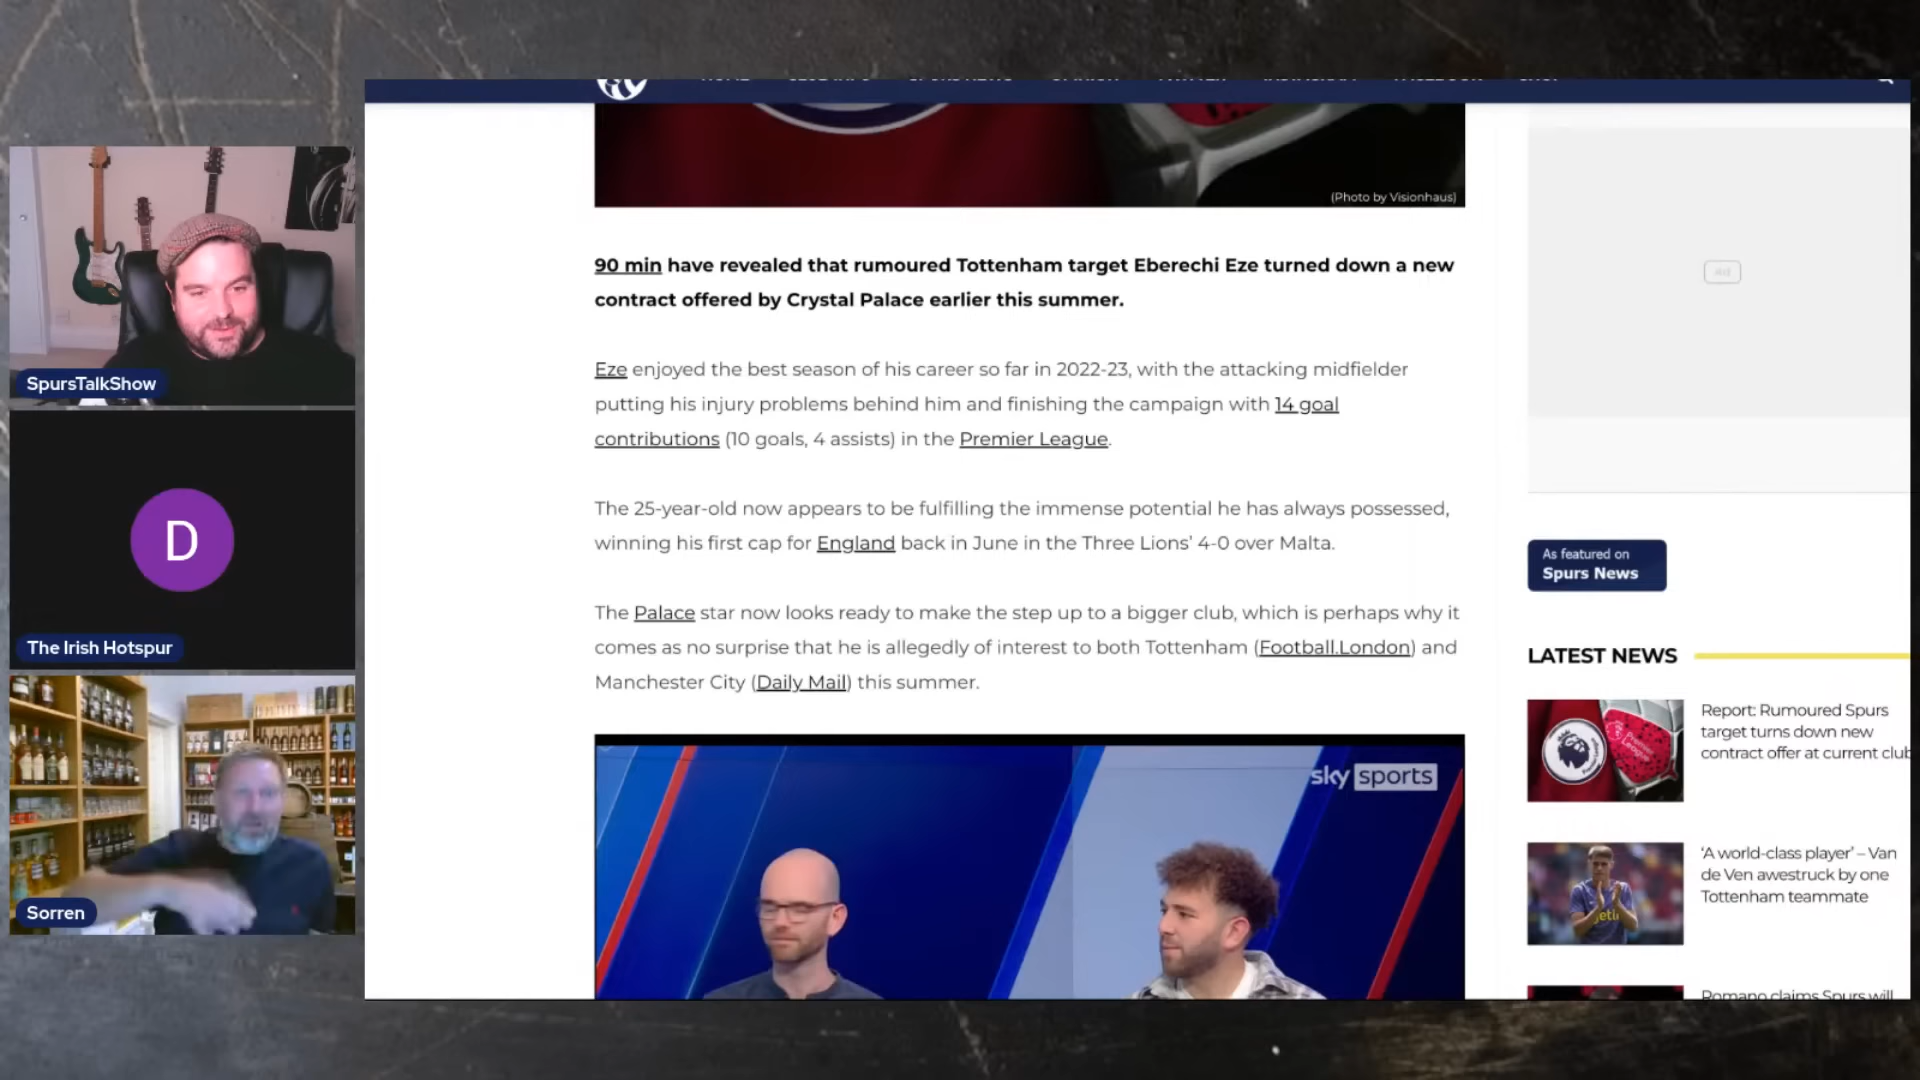 SpursTalkShow
D
The Irish Hotspur
Sorren
(Photo by Visionhaus)
90 min have revealed that rumoured Tottenham target Eberechi Eze turned down a new
contract offered by Crystal Palace earlier this summer.
Eze enjoyed the best season of his career so far in 2022-23, with the attacking midfielder
putting his injury problems behind him and finishing the campaign with 14 goal
contributions (10 goals, 4 assists) in the Premier League.
The 25-year-old now appears to be fulfilling the immense potential he has always possessed,
winning his first cap for England back in June in the Three Lions' 4-0 over Malta.
The Palace star now looks ready to make the step up to a bigger club, which is perhaps why it
comes as no surprise that he is allegedly of interest to both Tottenham (Football.London) and
Manchester City (Daily Mail) this summer.
sky sports
Ad
As featured on
Spurs News
LATEST NEWS
Report: Rumoured Spurs
target turns down new
contract offer at current club
Premier
League
'A world-class player' – Van
de Ven awestruck by one
Tottenham teammate
Romano claims Spurs will